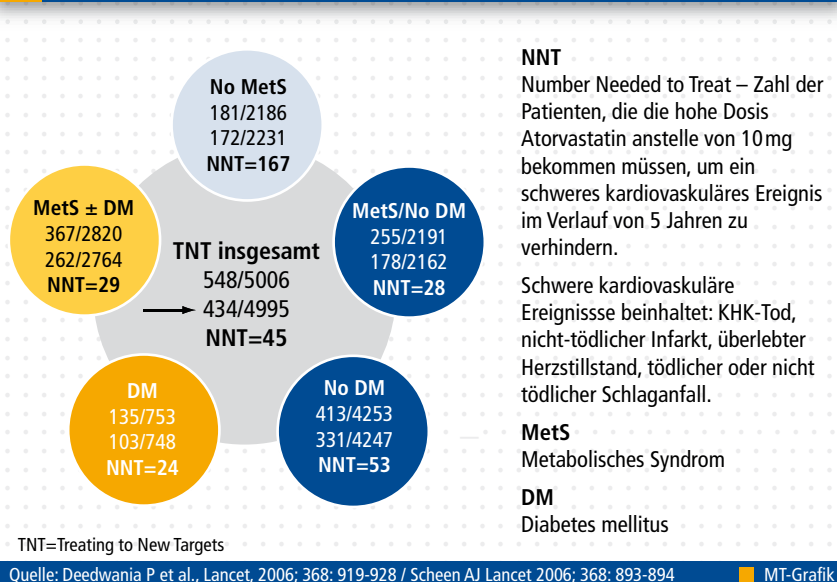 No MetS
181/2186
172/2231
NNT=167
MetS ± DM
367/2820
262/2764
NNT=29
MetS/No DM
255/2191
178/2162
NNT=28
TNT insgesamt
548/5006
434/4995
NNT=45
DM
135/753
103/748
NNT=24
No DM
413/4253
331/4247
NNT=53
TNT=Treating to New Targets
NNT
Number Needed to Treat – Zahl der
Patienten, die die hohe Dosis
Atorvastatin anstelle von 10 mg
bekommen müssen, um ein
schweres kardiovaskuläres Ereignis
im Verlauf von 5 Jahren zu
verhindern.
Schwere kardiovaskuläre
Ereignissse beinhaltet: KHK-Tod,
nicht-tödlicher Infarkt, überlebter
Herzstillstand, tödlicher oder nicht
tödlicher Schlaganfall.
MetS
Metabolisches Syndrom
DM
Diabetes mellitus
Quelle: Deedwania P et al., Lancet, 2006; 368: 919-928 / Scheen AJ Lancet 2006; 368: 893-894
MT-Grafik